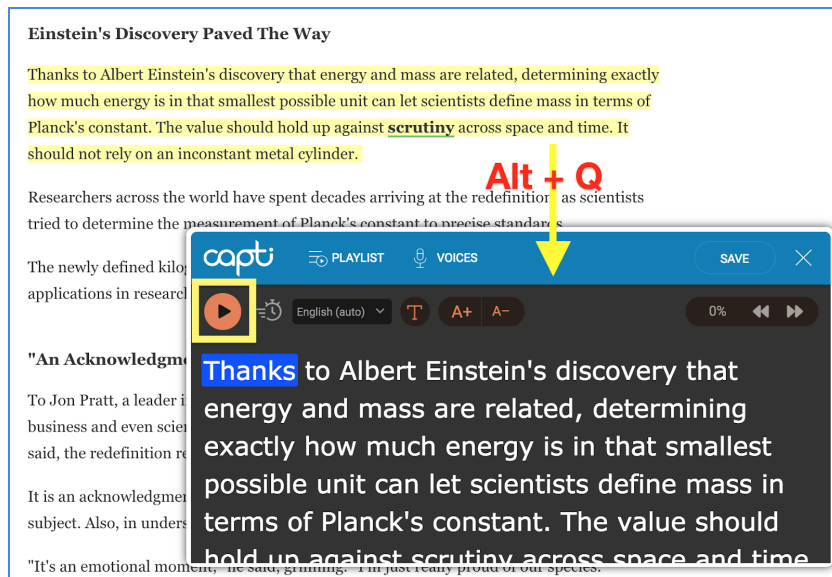 Einstein's Discovery Paved The Way
Thanks to Albert Einstein's discovery that energy and mass are related, determining exactly
how much energy is in that smallest possible unit can let scientists define mass in terms of
Planck's constant. The value should hold up against scrutiny across space and time. It
should not rely on an inconstant metal cylinder.
Alt + Q
Researchers across the world have spent decades arriving at the redefinition, as scientists
tried to determine the measurement of Planck's constant to precise standards.
The newly defined
applications in
"An
To Jon Pratt, a leader
business and even
said, the redefinition
It is an
subject. Also, in
"It's an emotional moment," he said, grinning. "I'm just really proud of our species."
capti
PLAYLIST
VOICES
SAVE
English (auto)
T
A+
A-
0%
Thanks to Albert Einstein's discovery that
energy and mass are related, determining
exactly how much energy is in that smallest
possible unit can let scientists define mass in
terms of Planck's constant. The value should
hold up against scrutiny across space and time